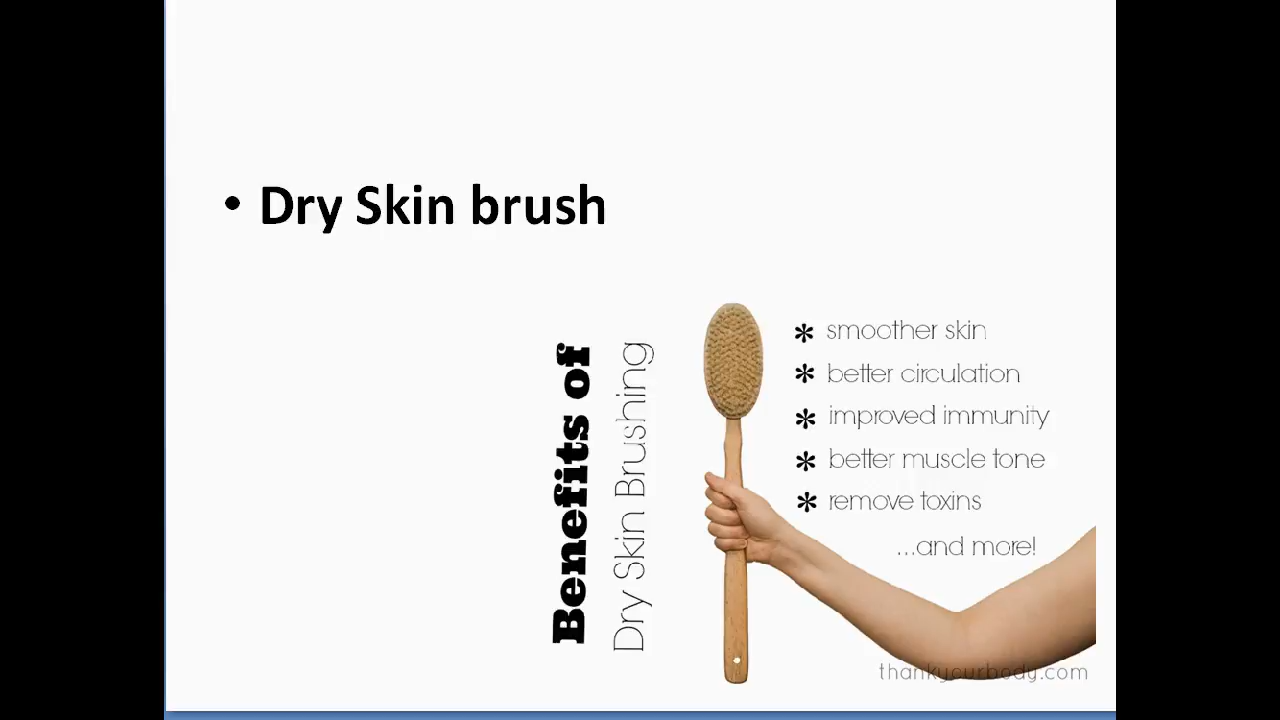 • Dry Skin brush
Benefits of
Dry Skin Brushing
* smoother skin
* better circulation
* improved immunity
* better muscle tone
* remove toxins
...and more!
thankyourbody.com